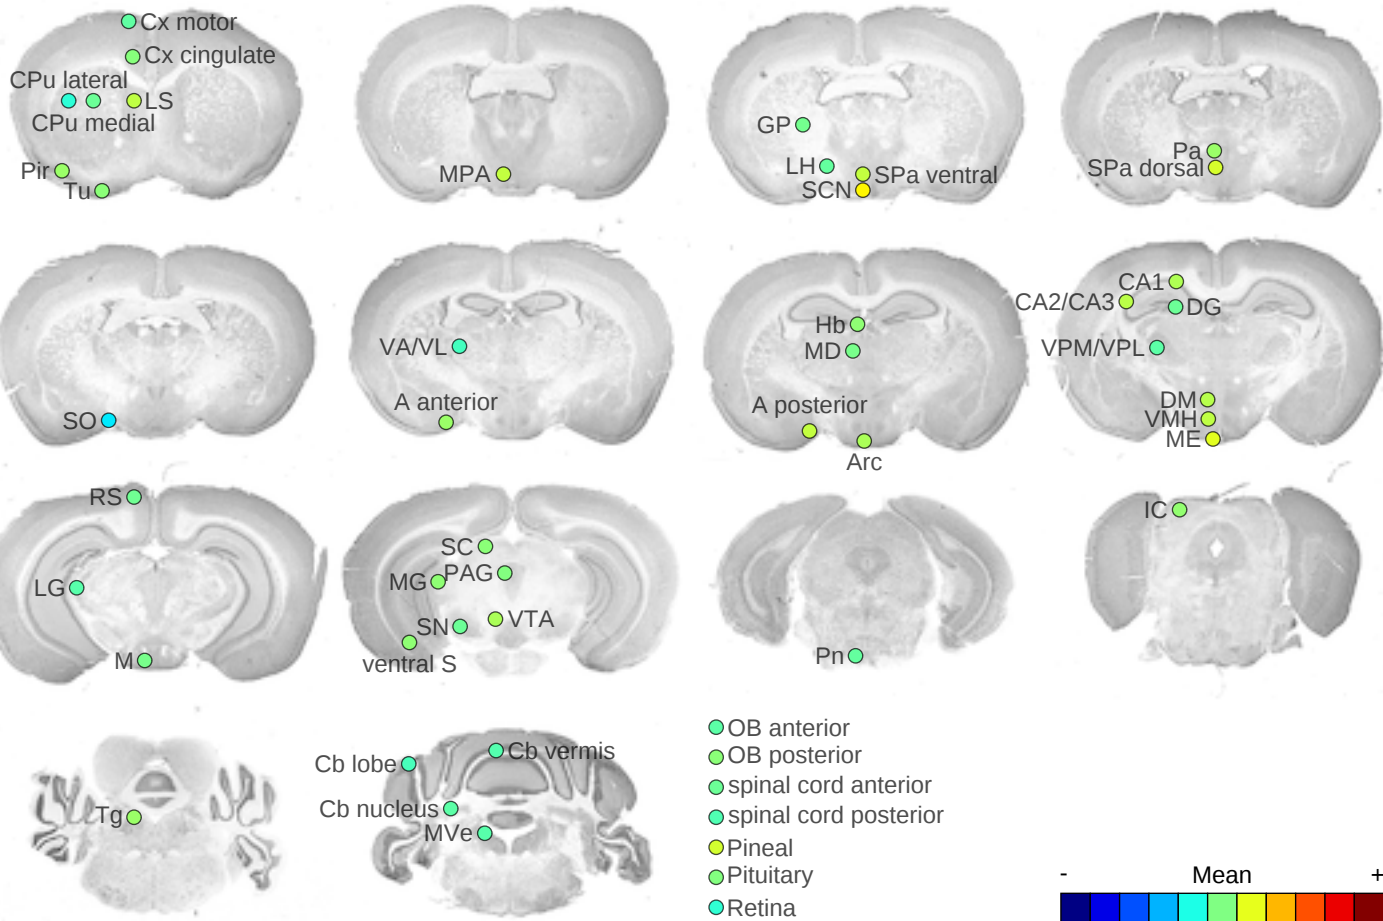 Cx motor
Cx cingulate
CPu lateral
LS
CPu medial
Pir
Tu
MPA
GP
LH
SPa ventral
SCN
Pa
SPa dorsal
SO
VA/VL
A anterior
Hb
MD
A posterior
Arc
CA1
CA2/CA3
DG
VPM/VPL
DM
VMH
ME
RS
LG
M
SC
MG PAG
SN VTA
ventral S
Pn
IC
Tg
Cb lobe
Cb vermis
Cb nucleus
MVe
OB anterior
OB posterior
spinal cord anterior
spinal cord posterior
Pineal
Pituitary
Retina
- Mean +